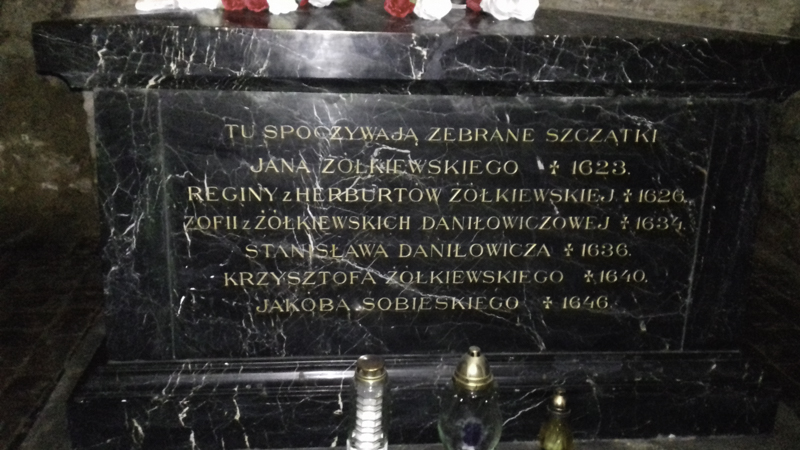 TU SPOCZYWAJĄ ZEBRANE SZCZĄTKI
JANA ŻÓŁKIEWSKIEGO ✝ 1623.
REGINY z HERBURTÓW ŻÓŁKIEWSKIEJ ✝ 1626.
ZOFII z ŻÓŁKIEWSKICH DANIŁOWICZOWEJ ✝ 1634.
STANISŁAWA DANIŁOWICZA ✝ 1636.
KRZYSZTOFA ŻÓŁKIEWSKIEGO ✝ 1640.
JAKÓBA SOBIESKIEGO ✝ 1646.